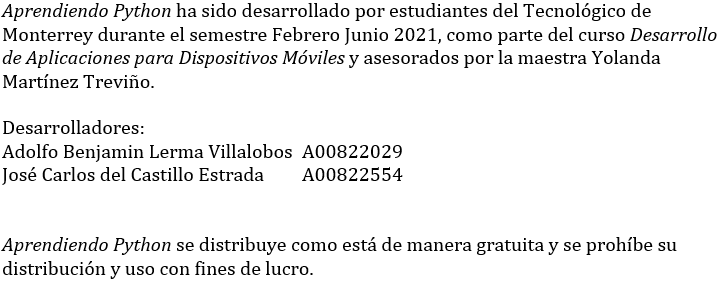 Aprendiendo Python ha sido desarrollado por estudiantes del Tecnológico de
Monterrey durante el semestre Febrero Junio 2021, como parte del curso Desarrollo
de Aplicaciones para Dispositivos Móviles y asesorados por la maestra Yolanda
Martínez Treviño.
Desarrolladores:
Adolfo Benjamin Lerma Villalobos A00822029
José Carlos del Castillo Estrada A00822554
Aprendiendo Python se distribuye como está de manera gratuita y se prohíbe su
distribución y uso con fines de lucro.